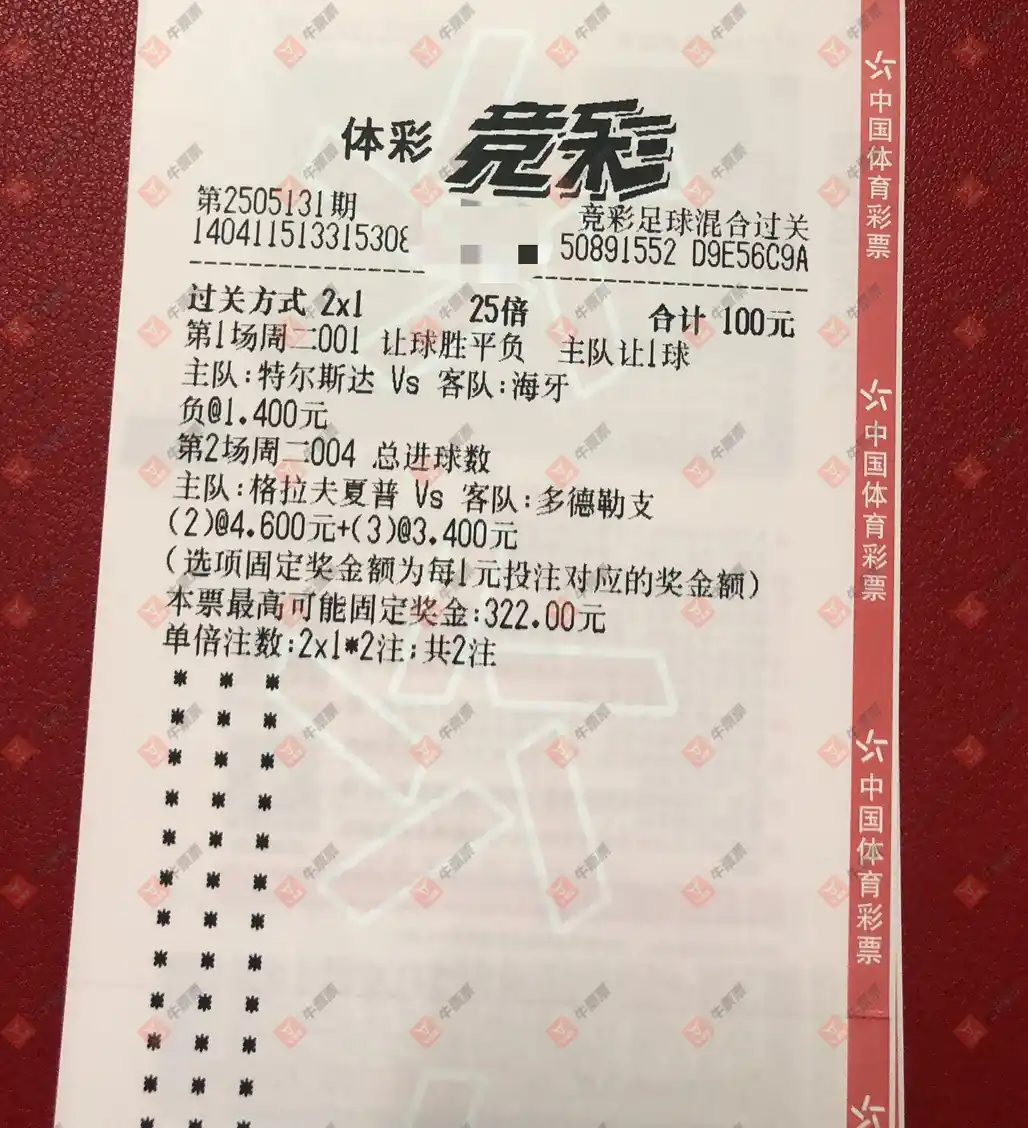 体彩 竞彩
第2505131期
竞彩足球混合过关
14041151331530
50891552 D9E56C9A
过关方式 2x1 25倍 合计 100元
第1场周二001 让球胜平负 主队让1球
主队:特尔斯达 Vs 客队:海牙
负@1.400元
第2场周二004 总进球数
主队:格拉夫夏普 Vs 客队:多德勒支
(2)@4.600元+(3)@3.400元
(选项固定奖金额为每1元投注对应的奖金额)
本票最高可能固定奖金:322.00元
单倍注数:2x1*2注;共2注
中国体育彩票
中国体育彩票
中国体育彩票
牛票票